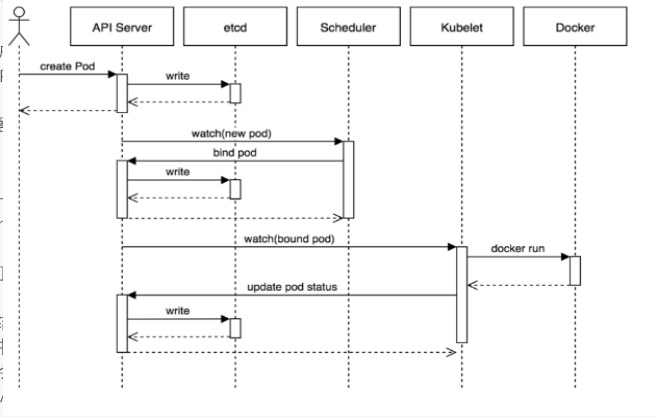 API Server
etcd
Scheduler
Kubelet
Docker
create Pod
write
watch(new pod)
bind pod
write
watch(bound pod)
docker run
update pod status
write